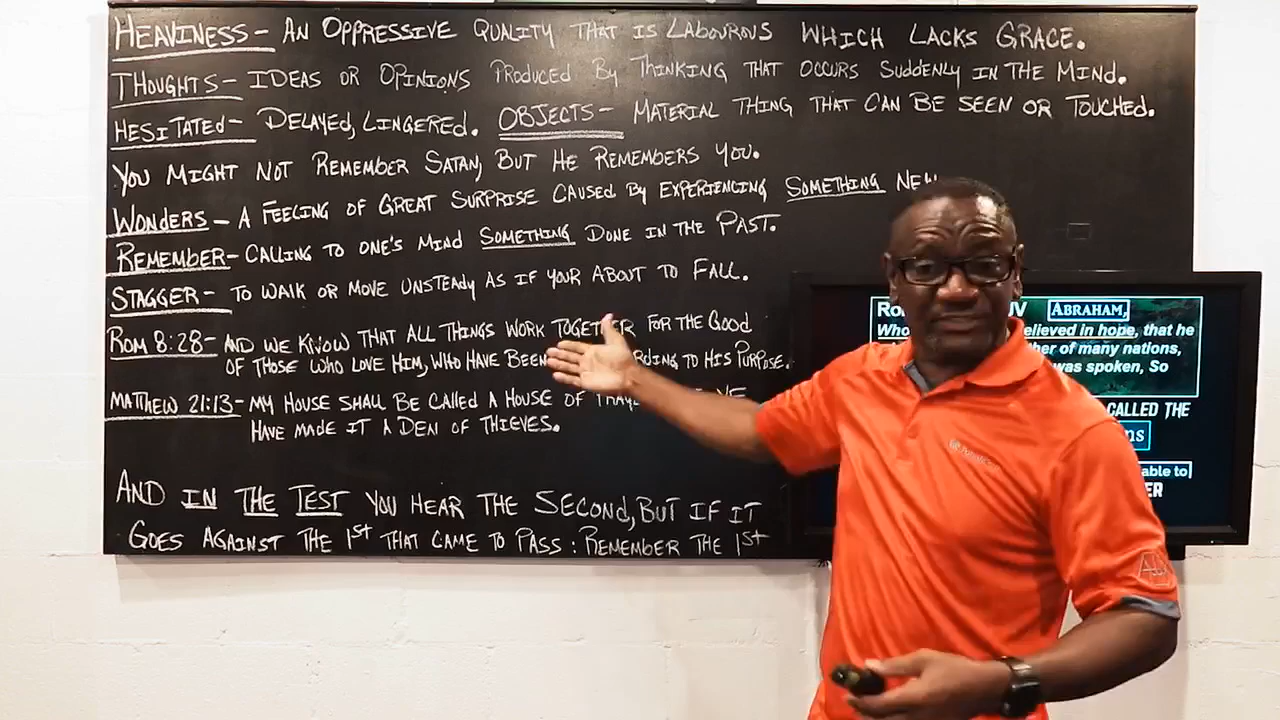 HEAVINESS - AN OPPRESSIVE QUALITY THAT IS LABOUROUS WHICH LACKS GRACE.
THOUGHTS - IDEAS OR OPINIONS PRODUCED BY THINKING THAT OCCURS SUDDENLY IN THE MIND.
HESITATED - DELAYED, LINGERED. OBJECTS - MATERIAL THING THAT CAN BE SEEN OR TOUCHED.
YOU MIGHT NOT REMEMBER SATAN, BUT HE REMEMBERS YOU.
WONDERS - A FEELING OF GREAT SURPRISE CAUSED BY EXPERIENCING SOMETHING NEW
REMEMBER - CALLING TO ONE'S MIND SOMETHING DONE IN THE PAST.
STAGGER - TO WALK OR MOVE UNSTEADY AS IF YOUR ABOUT TO FALL.
ROM 8:28 - AND WE KNOW THAT ALL THINGS WORK TOGETHER FOR THE GOOD
OF THOSE WHO LOVE HIM, WHO HAVE BEEN TO HIS PURPOSE.
MATTHEW 21:13 - MY HOUSE SHALL BE CALLED A HOUSE OF
HAVE MADE IT A DEN OF THIEVES.
AND IN THE TEST YOU HEAR THE SECOND, BUT IF IT
GOES AGAINST THE 1ST THAT CAME TO PASS: REMEMBER THE 1ST
ABRAHAM,
Who believed in hope, that he
of many nations,
was spoken, So
CALLED THE
able to